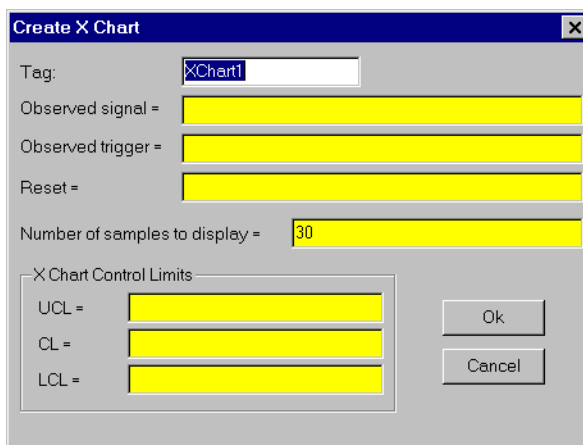 Create X Chart
Tag: XChart1
Observed signal =
Observed trigger =
Reset =
Number of samples to display = 30
X Chart Control Limits
UCL =
CL =
LCL =
Ok
Cancel